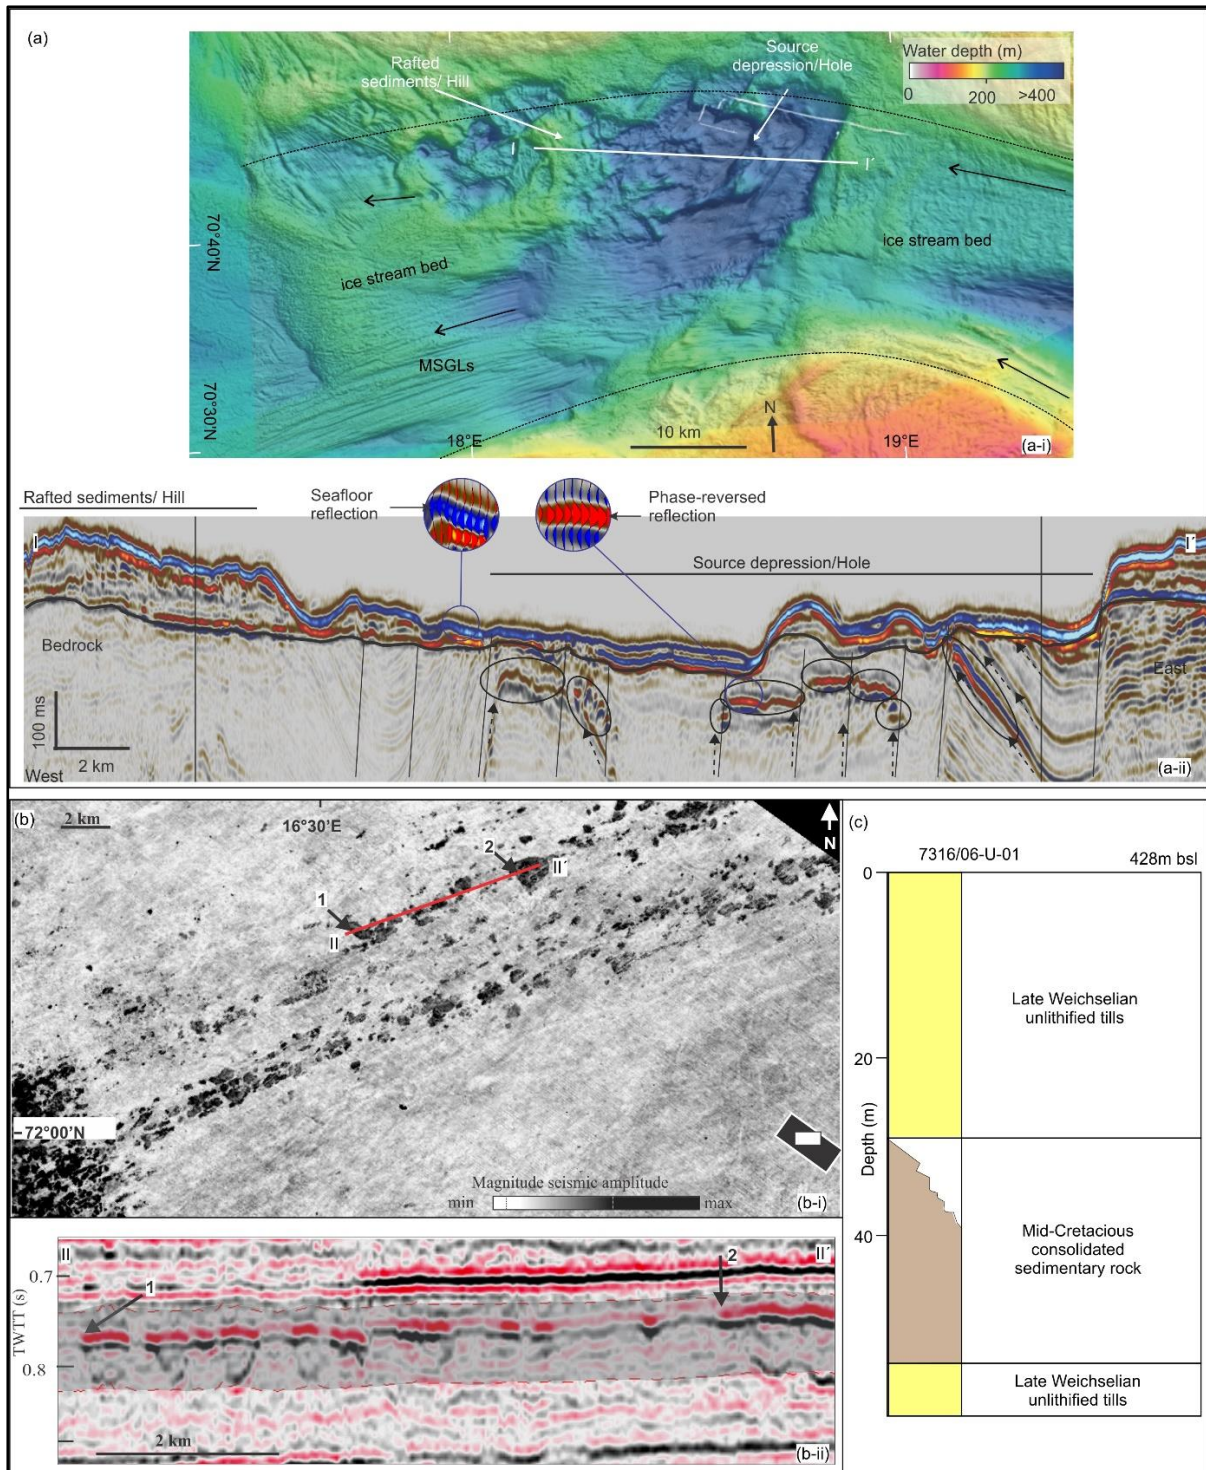 (a)
Rafted
sediments/ Hill
Source
depression/Hole
Water depth (m)
0
200
>400
I
I´
70°40'N
ice stream bed
ice stream bed
MSGLs
70°30'N
18°E
10 km
N
19°E
(a-i)
Rafted sediments/ Hill
Seafloor
reflection
Phase-reversed
reflection
Source depression/Hole
I
I´
Bedrock
100 ms
2 km
West
East
(a-ii)
(b)
2 km
16°30'E
N
2
II´
1
II
72°00'N
Magnitude seismic amplitude
min
max
(b-i)
II
2
II´
0.7
1
TWTT (s)
0.8
2 km
(b-ii)
(c)
7316/06-U-01
428m bsl
0
Late Weichselian
unlithified tills
20
Depth (m)
40
Mid-Cretacious
consolidated
sedimentary rock
Late Weichselian
unlithified tills